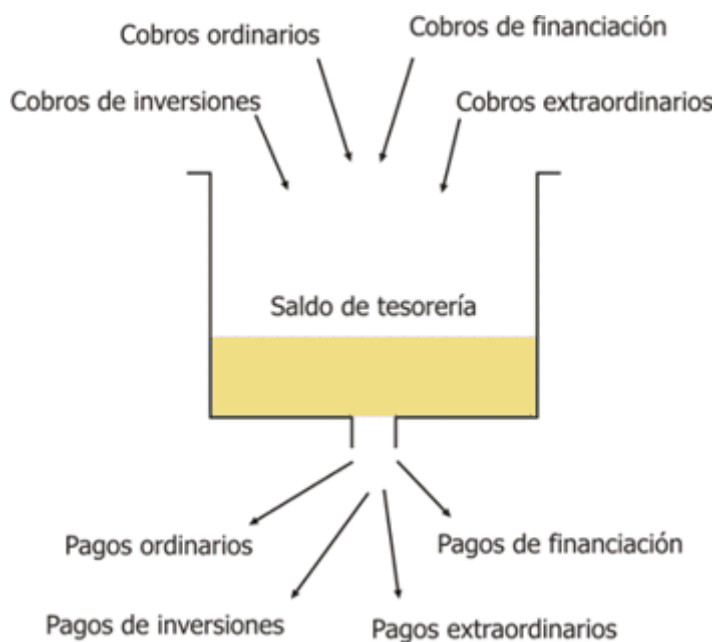 Cobros ordinarios
Cobros de financiación
Cobros de inversiones
Cobros extraordinarios
Saldo de tesorería
Pagos ordinarios
Pagos de financiación
Pagos de inversiones
Pagos extraordinarios